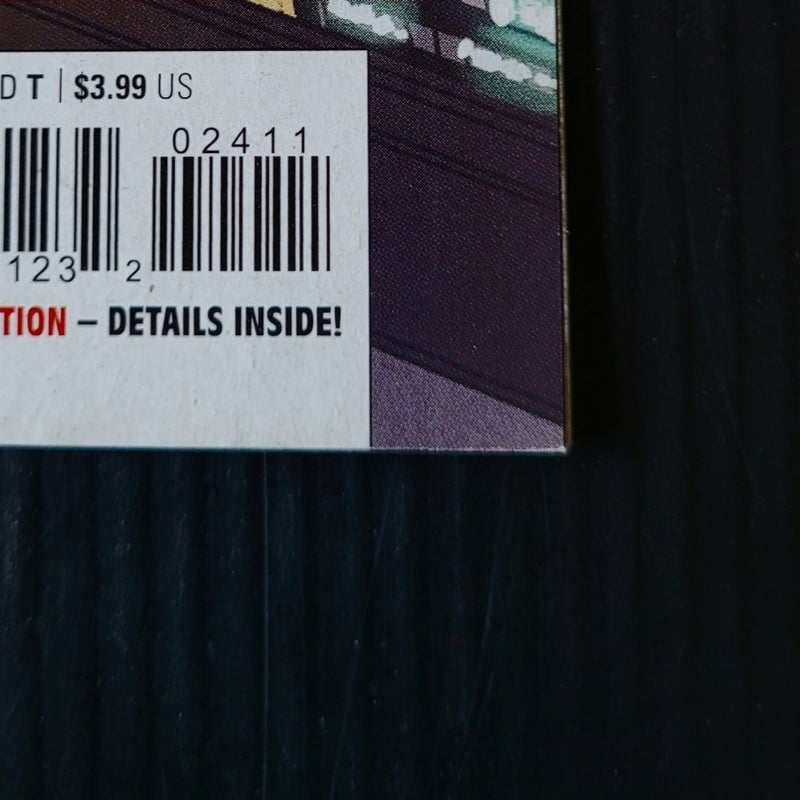 D T | $3.99 US
02411
123 2
TION – DETAILS INSIDE!